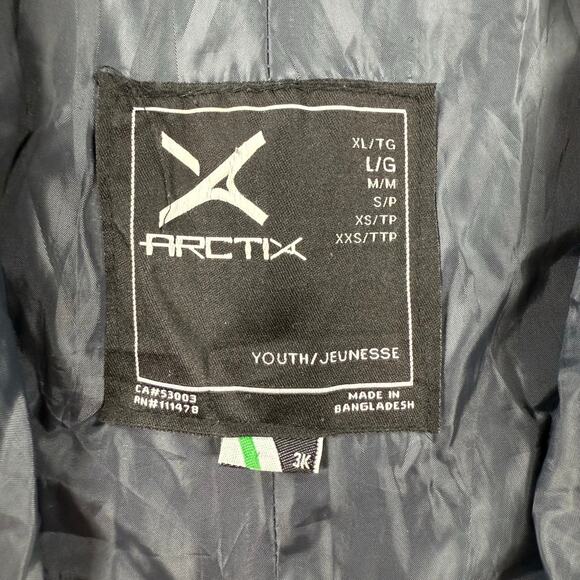 XL/TG
L/G
M/M
S/P
XS/TP
XXS/TTP
ARCTIX
YOUTH/JEUNESSE
CA#53003
RN#111478
MADE IN
BANGLADESH
3K